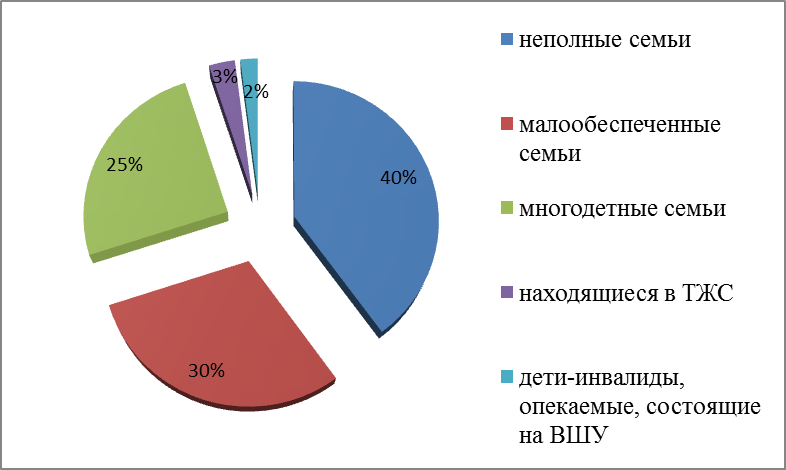 неполные семьи
малообеспеченные
семьи
многодетные семьи
находящиеся в ТЖС
дети-инвалиды,
опекаемые, состоящие
на ВШУ
40%
30%
25%
3%
2%